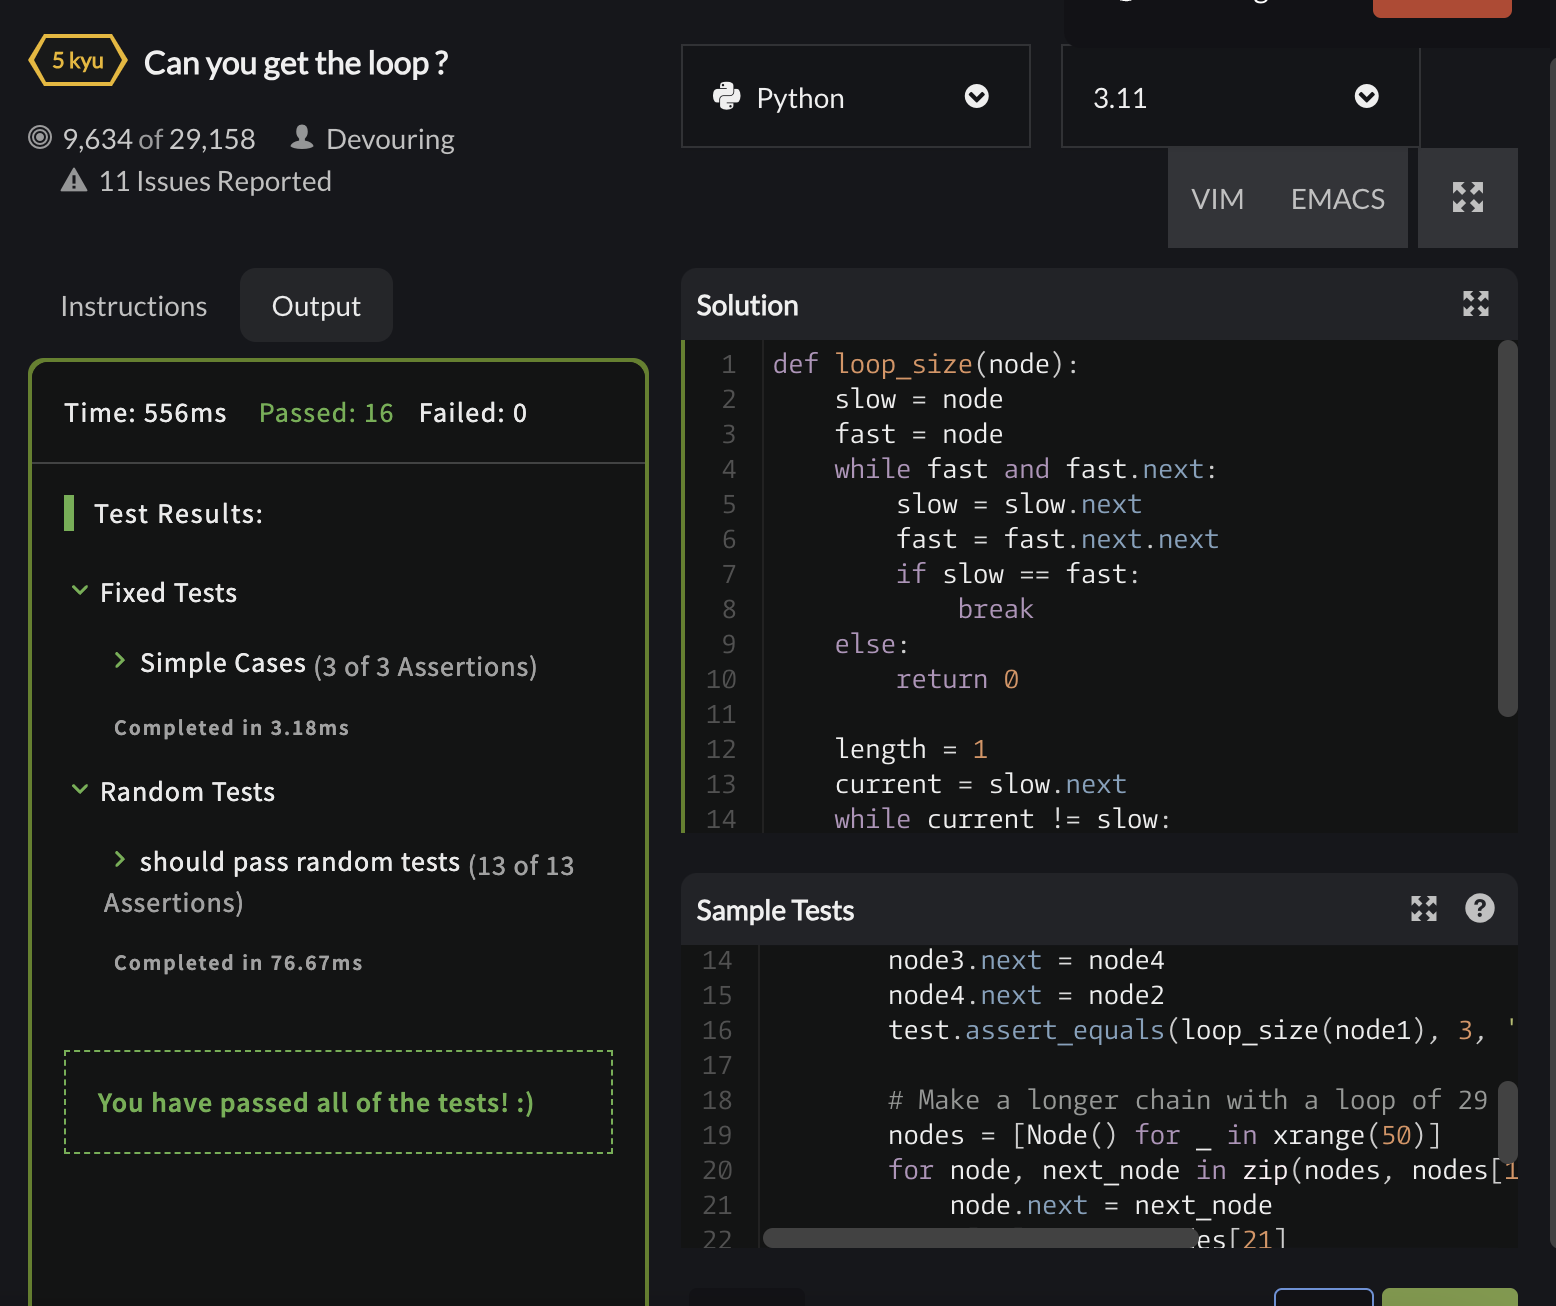 5 kyu Can you get the loop ?
9,634 of 29,158 Devouring
11 Issues Reported
Python
3.11
VIM EMACS
Instructions Output
Time: 556ms Passed: 16 Failed: 0
Test Results:
Fixed Tests
Simple Cases (3 of 3 Assertions)
Completed in 3.18ms
Random Tests
should pass random tests (13 of 13
Assertions)
Completed in 76.67ms
You have passed all of the tests! :)
Solution
1 def loop_size(node):
2     slow = node
3     fast = node
4     while fast and fast.next:
5         slow = slow.next
6         fast = fast.next.next
7         if slow == fast:
8             break
9     else:
10         return 0
11
12     length = 1
13     current = slow.next
14     while current != slow:
Sample Tests
14         node3.next = node4
15         node4.next = node2
16         test.assert_equals(loop_size(node1), 3, '
17
18         # Make a longer chain with a loop of 29
19         nodes = [Node() for _ in xrange(50)]
20         for node, next_node in zip(nodes, nodes[1
21             node.next = next_node
22 es[21]